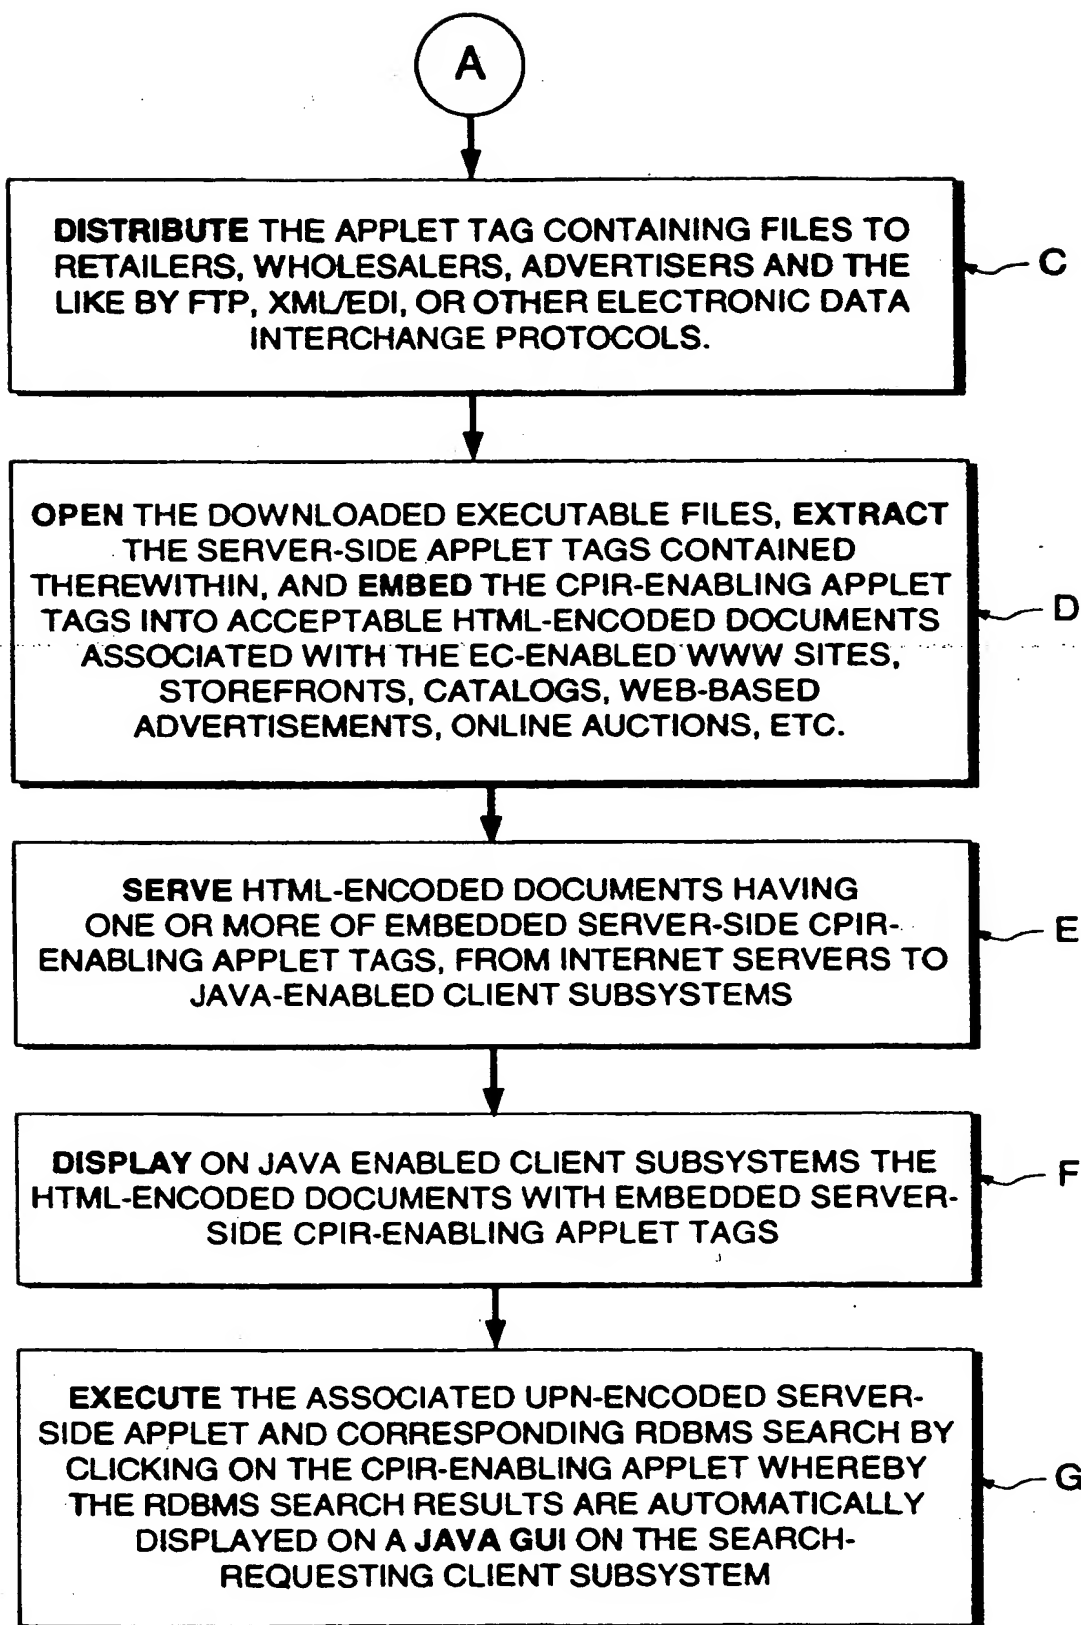 A
DISTRIBUTE THE APPLET TAG CONTAINING FILES TO
RETAILERS, WHOLESALERS, ADVERTISERS AND THE
LIKE BY FTP, XML/EDI, OR OTHER ELECTRONIC DATA
INTERCHANGE PROTOCOLS.
C
OPEN THE DOWNLOADED EXECUTABLE FILES, EXTRACT
THE SERVER-SIDE APPLET TAGS CONTAINED
THEREWITHIN, AND EMBED THE CPIR-ENABLING APPLET
TAGS INTO ACCEPTABLE HTML-ENCODED DOCUMENTS
ASSOCIATED WITH THE EC-ENABLED WWW SITES,
STOREFRONTS, CATALOGS, WEB-BASED
ADVERTISEMENTS, ONLINE AUCTIONS, ETC.
D
SERVE HTML-ENCODED DOCUMENTS HAVING
ONE OR MORE OF EMBEDDED SERVER-SIDE CPIR-
ENABLING APPLET TAGS, FROM INTERNET SERVERS TO
JAVA-ENABLED CLIENT SUBSYSTEMS
E
DISPLAY ON JAVA ENABLED CLIENT SUBSYSTEMS THE
HTML-ENCODED DOCUMENTS WITH EMBEDDED SERVER-
SIDE CPIR-ENABLING APPLET TAGS
F
EXECUTE THE ASSOCIATED UPN-ENCODED SERVER-
SIDE APPLET AND CORRESPONDING RDBMS SEARCH BY
CLICKING ON THE CPIR-ENABLING APPLET WHEREBY
THE RDBMS SEARCH RESULTS ARE AUTOMATICALLY
DISPLAYED ON A JAVA GUI ON THE SEARCH-
REQUESTING CLIENT SUBSYSTEM
G